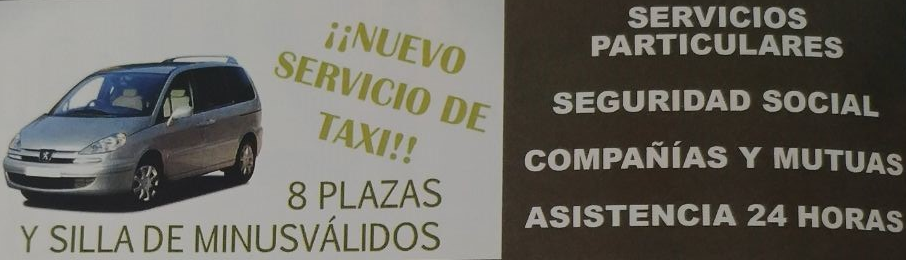 ¡¡NUEVO
SERVICIO DE
TAXI!!
8 PLAZAS
Y SILLA DE MINUSVÁLIDOS
SERVICIOS
PARTICULARES
SEGURIDAD SOCIAL
COMPAÑÍAS Y MUTUAS
ASISTENCIA 24 HORAS